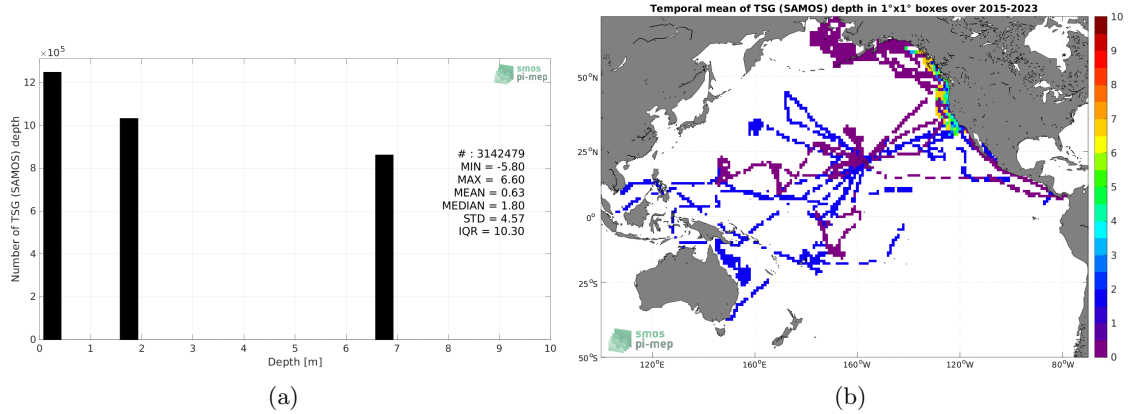 ×10⁵
12
10
8
6
4
2
0
Number of TSG (SAMOS) depth
0 1 2 3 4 5 6 7 8 9 10
Depth [m]
smos
pi-mep
# : 3142479
MIN = -5.80
MAX = 6.60
MEAN = 0.63
MEDIAN = 1.80
STD = 4.57
IQR = 10.30
(a)
Temporal mean of TSG (SAMOS) depth in 1°x1° boxes over 2015-2023
50°N
25°N
0°
25°S
50°S
120°E 160°E 160°W 120°W 80°W
smos
pi-mep
10
9
8
7
6
5
4
3
2
1
0
(b)